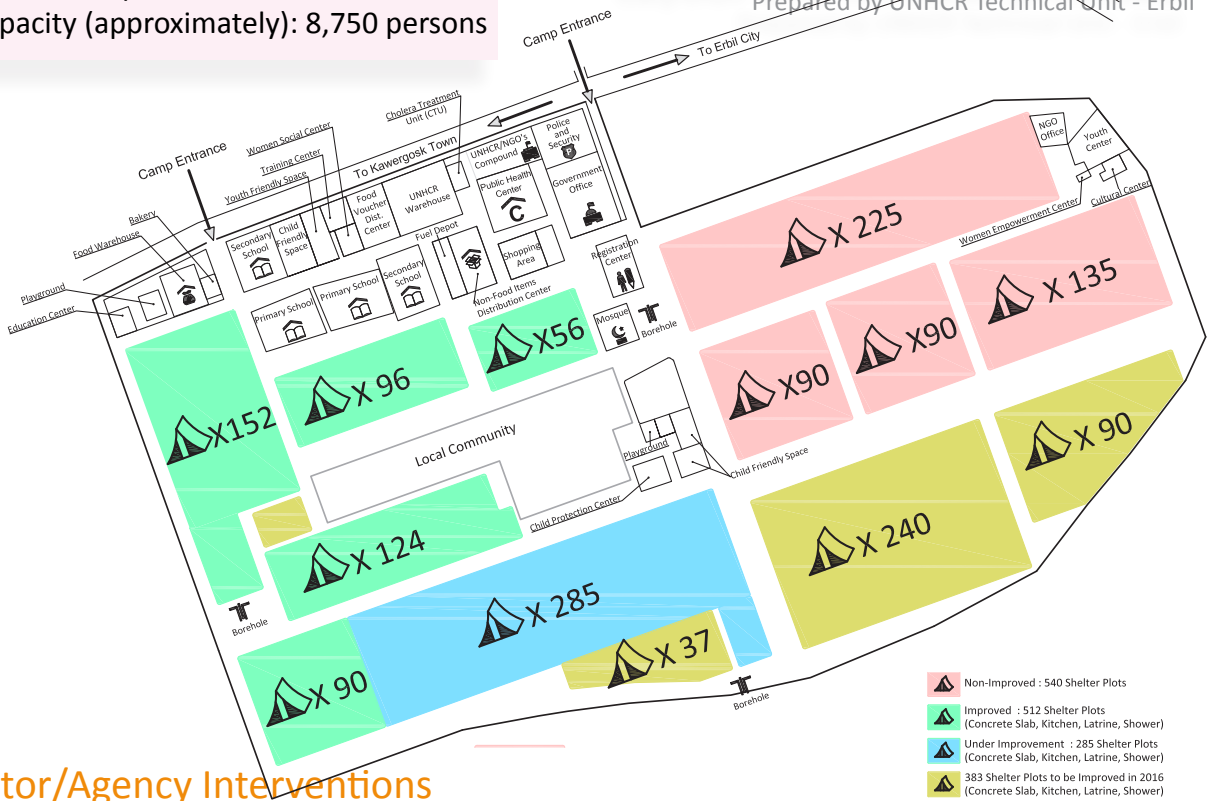 pacity (approximately): 8,750 persons
Prepared by UNHCR Technical Unit - Erbil
Camp Entrance
To Erbil City
Cholera Treatment
Unit (CTU)
Women Social Center
Training Center
Youth Friendly Space
Camp Entrance
To Kawergosk Town
Bakery
Food Warehouse
Playground
Education Center
Secondary
School
Child
Friendly
Space
Food
Voucher
Dist.
Center
UNHCR
Warehouse
UNHCR/NGO's
Compound
Police
and
Security
P
Public Health
Center
Government
Office
Primary School
Primary School
Secondary
School
Fuel Depot
Non-Food Items
Distribution Center
Shopping
Area
Registration
Center
Mosque
Borehole
NGO
Office
Youth
Center
Women Empowerment Center
Cultural Center
X 225
X 135
X90
X90
X56
X 96
X152
Local Community
Playground
Child Friendly Space
Child Protection Center
X 90
X 240
X 124
X 285
X 37
X 90
Borehole
Borehole
Non-Improved : 540 Shelter Plots
Improved : 512 Shelter Plots
(Concrete Slab, Kitchen, Latrine, Shower)
Under Improvement : 285 Shelter Plots
(Concrete Slab, Kitchen, Latrine, Shower)
383 Shelter Plots to be Improved in 2016
(Concrete Slab, Kitchen, Latrine, Shower)
tor/Agency Interventions